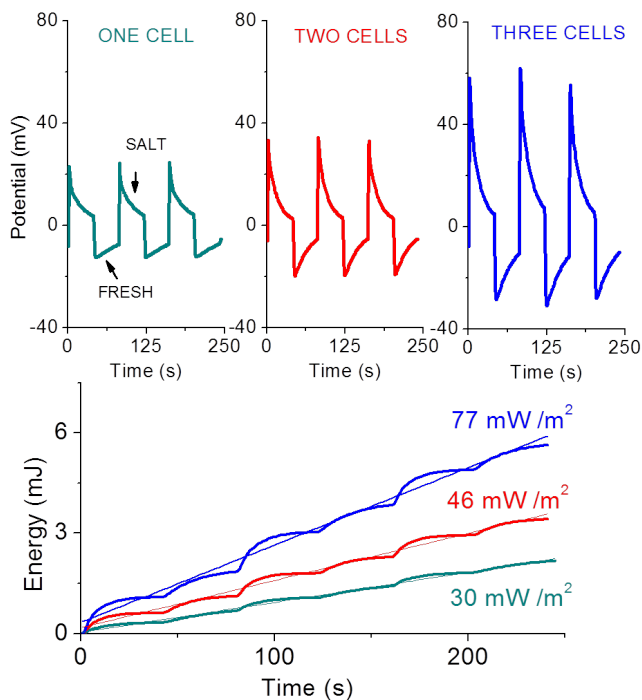 ONE CELL
TWO CELLS
THREE CELLS
80
80
80
40
40
40
0
0
0
-40
-40
-40
Potential (mV)
SALT
FRESH
0 125 250
0 125 250
0 125 250
Time (s)
Time (s)
Time (s)
77 mW /m²
46 mW /m²
30 mW /m²
6
3
0
Energy (mJ)
0 100 200
Time (s)